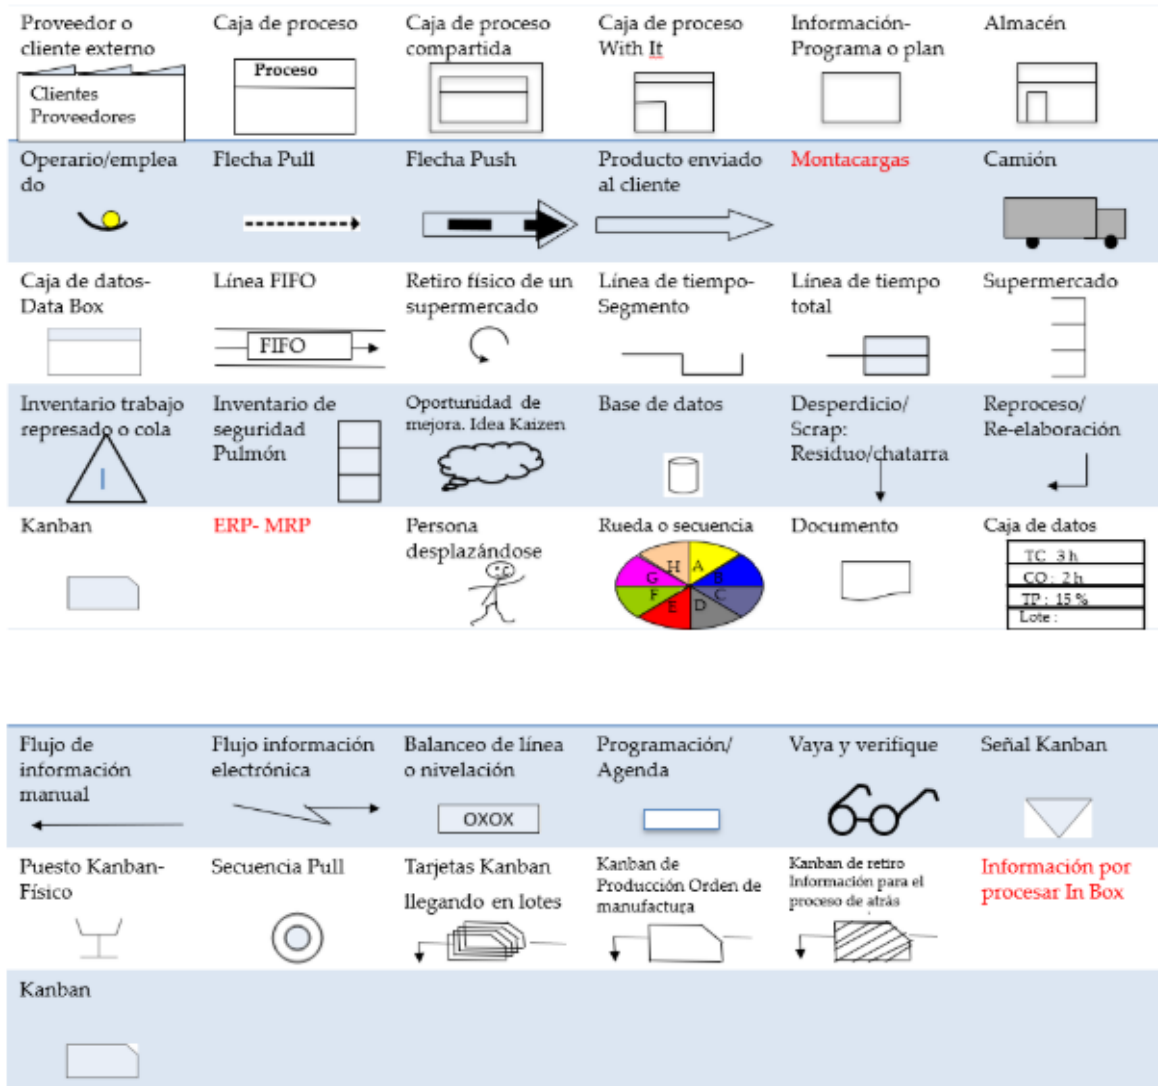 Proveedor o
cliente externo
Clientes
Proveedores
Caja de proceso
Proceso
Caja de proceso
compartida
Caja de proceso
With It
Información-
Programa o plan
Almacén
Operario/emplea
do
Flecha Pull
Flecha Push
Producto enviado
al cliente
Montacargas
Camión
Caja de datos-
Data Box
Línea FIFO
FIFO
Retiro físico de un
supermercado
Línea de tiempo-
Segmento
Línea de tiempo
total
Supermercado
Inventario trabajo
represado o cola
I
Inventario de
seguridad
Pulmón
Oportunidad de
mejora. Idea Kaizen
Base de datos
Desperdicio/
Scrap:
Residuo/chatarra
Reproceso/
Re-elaboración
Kanban
ERP- MRP
Persona
desplazándose
Rueda o secuencia
H A
G B
F C
E D
Documento
Caja de datos
TC 3 h
CO : 2 h
TP : 15 %
Lote :
Flujo de
información
manual
Flujo información
electrónica
Balanceo de línea
o nivelación
OXOX
Programación/
Agenda
Vaya y verifique
Señal Kanban
Puesto Kanban-
Físico
Secuencia Pull
Tarjetas Kanban
llegando en lotes
Kanban de
Producción Orden de
manufactura
Kanban de retiro
Información para el
proceso de atrás
Información por
procesar In Box
Kanban